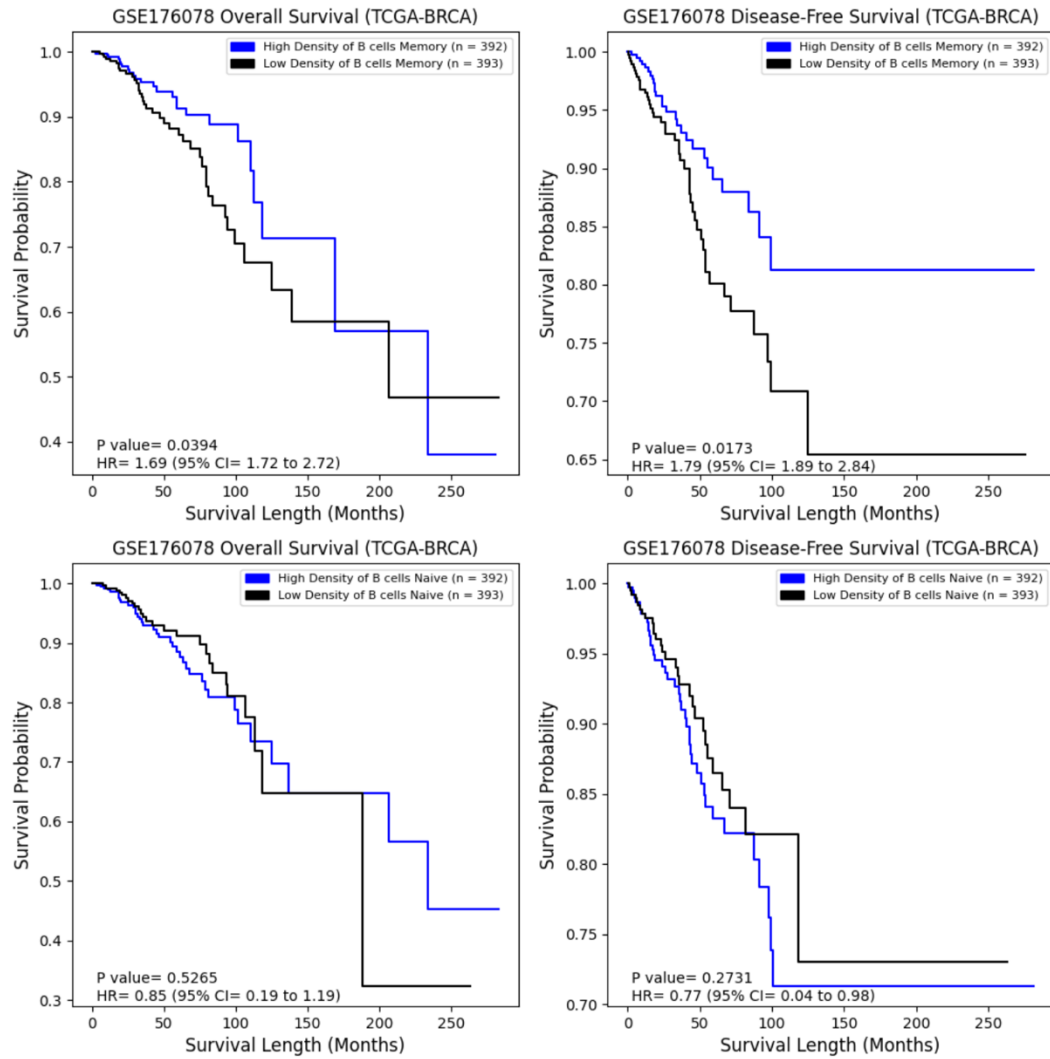 GSE176078 Overall Survival (TCGA-BRCA)
High Density of B cells Memory (n = 392)
Low Density of B cells Memory (n = 393)
Survival Probability
1.0
0.9
0.8
0.7
0.6
0.5
0.4
P value= 0.0394
HR= 1.69 (95% CI= 1.72 to 2.72)
0 50 100 150 200 250
Survival Length (Months)
GSE176078 Disease-Free Survival (TCGA-BRCA)
High Density of B cells Memory (n = 392)
Low Density of B cells Memory (n = 393)
Survival Probability
1.00
0.95
0.90
0.85
0.80
0.75
0.70
0.65
P value= 0.0173
HR= 1.79 (95% CI= 1.89 to 2.84)
0 50 100 150 200 250
Survival Length (Months)
GSE176078 Overall Survival (TCGA-BRCA)
High Density of B cells Naive (n = 392)
Low Density of B cells Naive (n = 393)
Survival Probability
1.0
0.9
0.8
0.7
0.6
0.5
0.4
0.3
P value= 0.5265
HR= 0.85 (95% CI= 0.19 to 1.19)
0 50 100 150 200 250
Survival Length (Months)
GSE176078 Disease-Free Survival (TCGA-BRCA)
High Density of B cells Naive (n = 392)
Low Density of B cells Naive (n = 393)
Survival Probability
1.00
0.95
0.90
0.85
0.80
0.75
0.70
P value= 0.2731
HR= 0.77 (95% CI= 0.04 to 0.98)
0 50 100 150 200 250
Survival Length (Months)